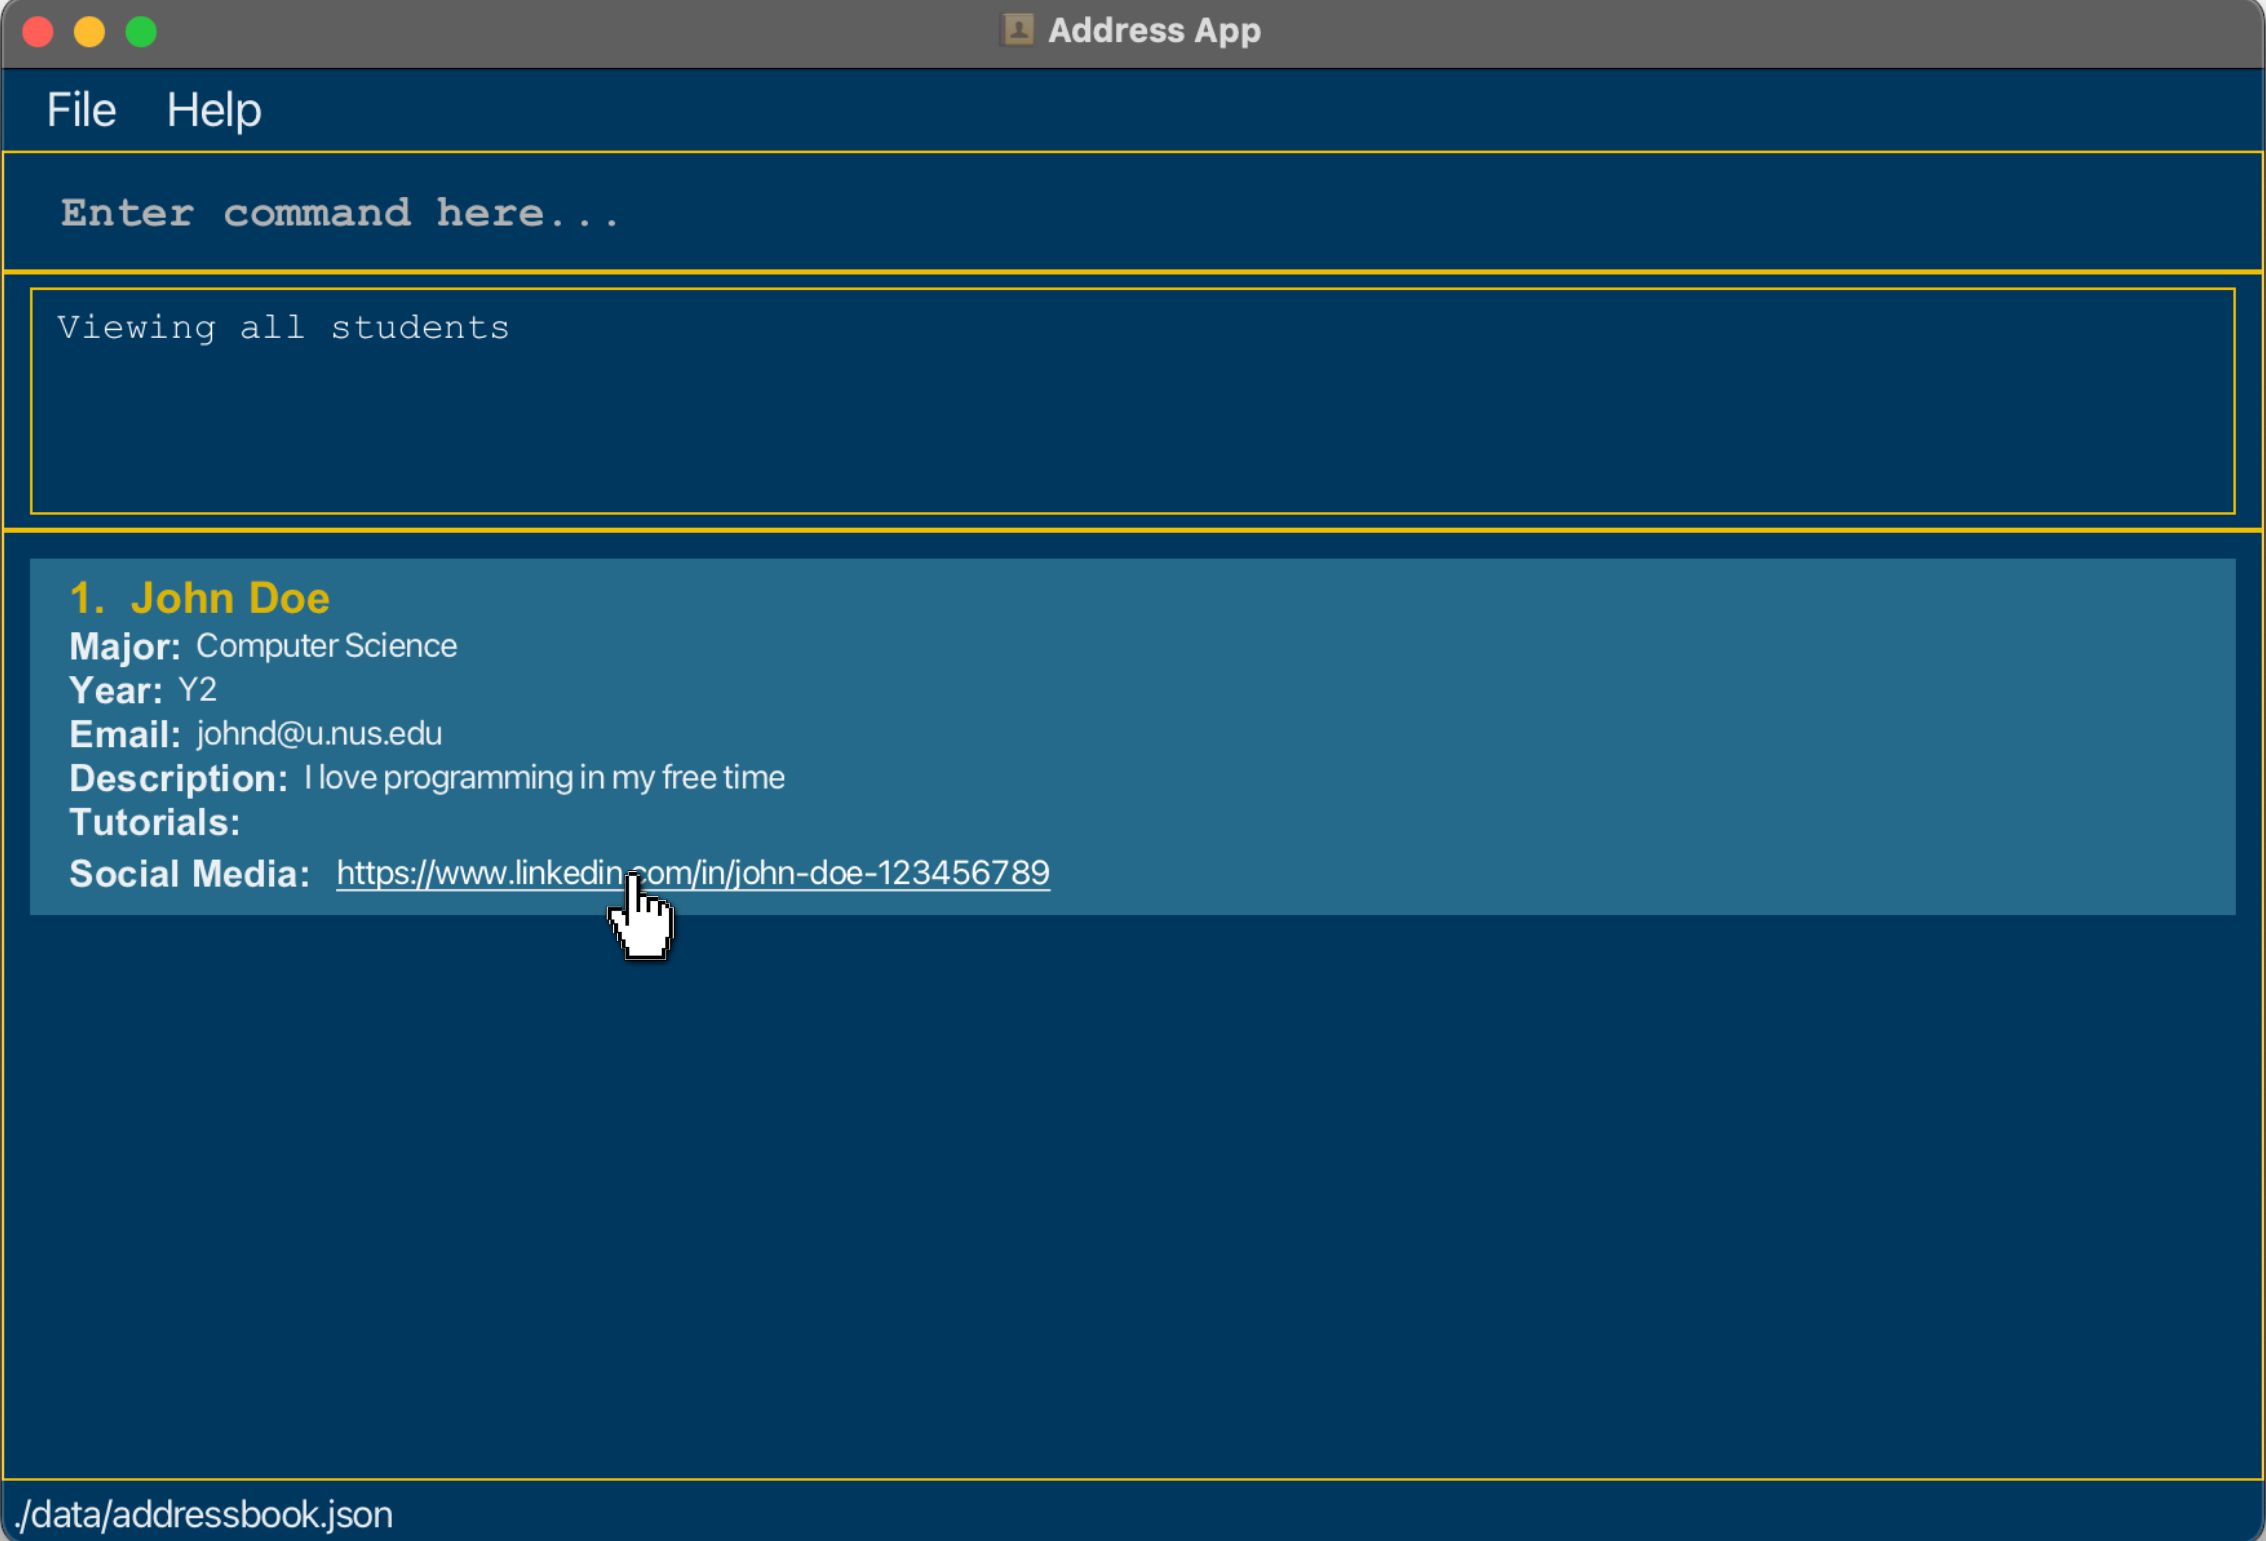 Address App
File Help
Enter command here...
Viewing all students
1. John Doe
Major: Computer Science
Year: Y2
Email: johnd@u.nus.edu
Description: I love programming in my free time
Tutorials:
Social Media: https://www.linkedin.com/in/john-doe-123456789
./data/addressbook.json